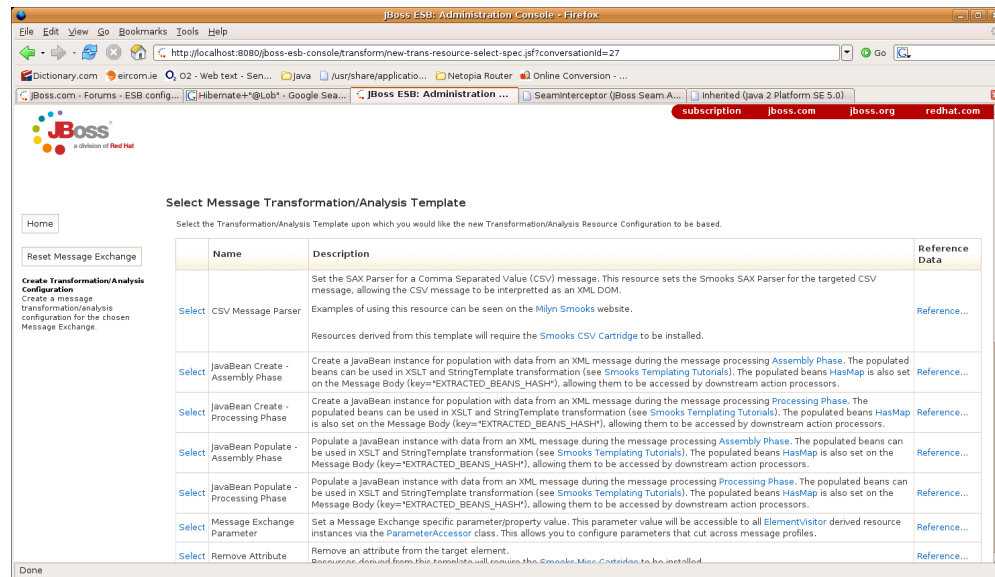 JBoss ESB: Administration Console - Firefox
File Edit View Go Bookmarks Tools Help
http://localhost:8080/jboss-esb-console/transform/new-trans-resource-select-spec.jsf?conversationId=27
Go
Dictionary.com eircom.ie O2 - Web text - Sen... Java /usr/share/applicatio... Netopia Router Online Conversion - ...
JBoss.com - Forums - ESB config... Hibernate+"@Lob" - Google Sea... JBoss ESB: Administration ... SeamInterceptor (JBoss Seam A... Inherited (Java 2 Platform SE 5.0)
subscription jboss.com jboss.org redhat.com
JBoss
a division of Red Hat
Select Message Transformation/Analysis Template
Home
Select the Transformation/Analysis Template upon which you would like the new Transformation/Analysis Resource Configuration to be based.
Reset Message Exchange
Create Transformation/Analysis
Configuration
Create a message
transformation/analysis
configuration for the chosen
Message Exchange.
Name Description Reference
Data
Select CSV Message Parser
Set the SAX Parser for a Comma Separated Value (CSV) message. This resource sets the Smooks SAX Parser for the targeted CSV
message, allowing the CSV message to be interpretted as an XML DOM.
Examples of using this resource can be seen on the Milyn Smooks website.
Resources derived from this template will require the Smooks CSV Cartridge to be installed.
Reference...
Select JavaBean Create -
Assembly Phase
Create a JavaBean instance for population with data from an XML message during the message processing Assembly Phase. The populated
beans can be used in XSLT and StringTemplate transformation (see Smooks Templating Tutorials). The populated beans HasMap is also set
on the Message Body (key="EXTRACTED_BEANS_HASH"), allowing them to be accessed by downstream action processors.
Reference...
Select JavaBean Create -
Processing Phase
Create a JavaBean instance for population with data from an XML message during the message processing Processing Phase. The
populated beans can be used in XSLT and StringTemplate transformation (see Smooks Templating Tutorials). The populated beans HasMap
is also set on the Message Body (key="EXTRACTED_BEANS_HASH"), allowing them to be accessed by downstream action processors.
Reference...
Select JavaBean Populate -
Assembly Phase
Populate a JavaBean instance with data from an XML message during the message processing Assembly Phase. The populated beans can
be used in XSLT and StringTemplate transformation (see Smooks Templating Tutorials). The populated beans HasMap is also set on the
Message Body (key="EXTRACTED_BEANS_HASH"), allowing them to be accessed by downstream action processors.
Reference...
Select JavaBean Populate -
Processing Phase
Populate a JavaBean instance with data from an XML message during the message processing Processing Phase. The populated beans can
be used in XSLT and StringTemplate transformation (see Smooks Templating Tutorials). The populated beans HasMap is also set on the
Message Body (key="EXTRACTED_BEANS_HASH"), allowing them to be accessed by downstream action processors.
Reference...
Select Message Exchange
Parameter
Set a Message Exchange specific parameter/property value. This parameter value will be accessible to all ElementVisitor derived resource
instances via the ParameterAccessor class. This allows you to configure parameters that cut across message profiles.
Reference...
Select Remove Attribute
Remove an attribute from the target element.
Resources derived from this template will require the Smooks Misc Cartridge to be installed.
Reference...
Done